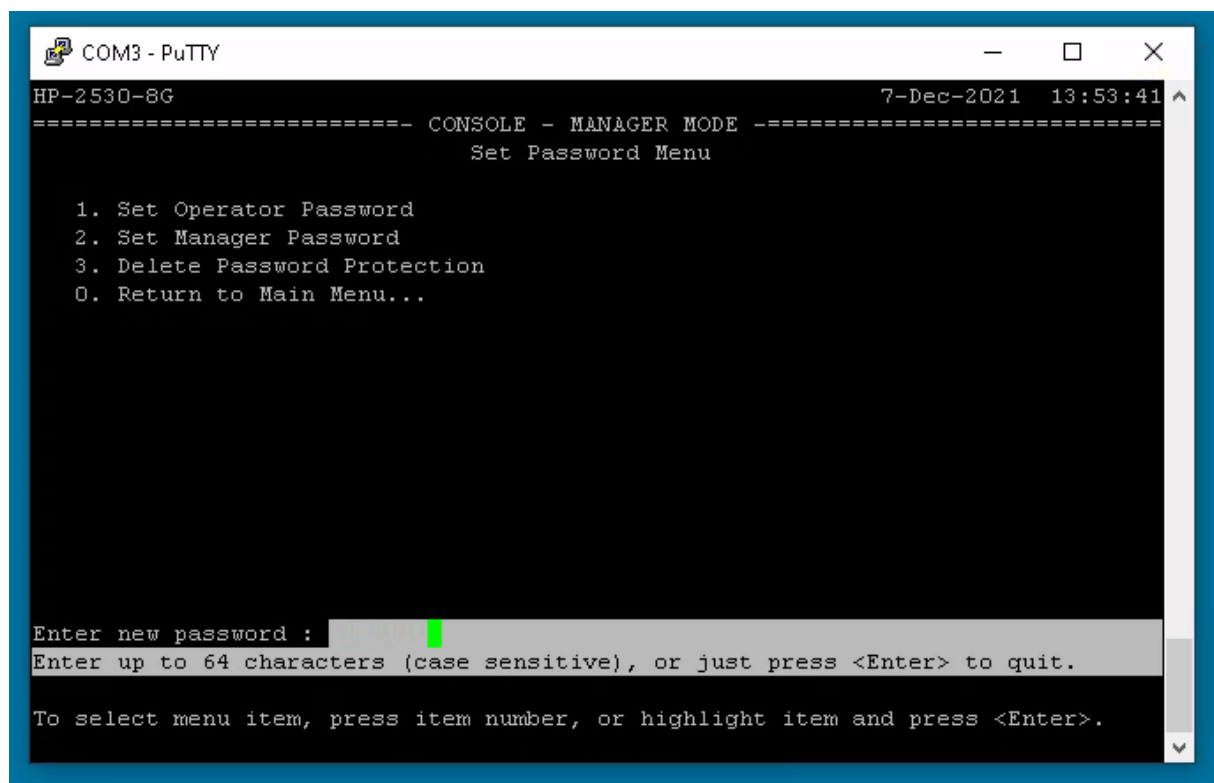 COM3 - PuTTY
HP-2530-8G 7-Dec-2021 13:53:41
==========================- CONSOLE - MANAGER MODE -============================
Set Password Menu
1. Set Operator Password
2. Set Manager Password
3. Delete Password Protection
0. Return to Main Menu...
Enter new password :
Enter up to 64 characters (case sensitive), or just press <Enter> to quit.
To select menu item, press item number, or highlight item and press <Enter>.